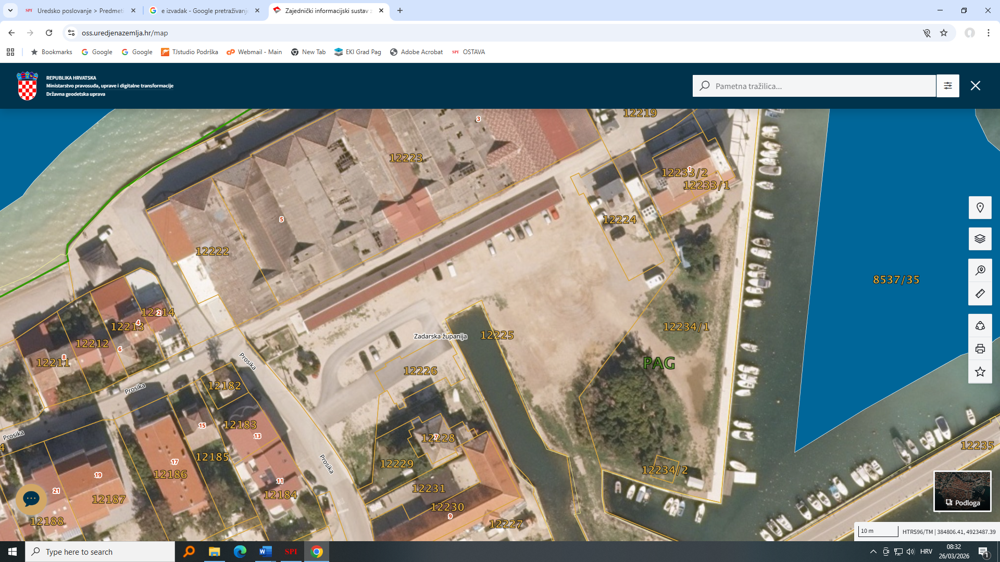 Uredsko poslovanje > Predmet
e izvadak - Google pretraživanje
Zajednički informacijski sustav z
oss.uredjenazemlja.hr/map
Bookmarks
Google
Google
TJstudio Podrška
Webmail - Main
New Tab
EKI Grad Pag
Adobe Acrobat
SPI
OSTAVA
REPUBLIKA HRVATSKA
Ministarstvo pravosuđa, uprave i digitalne transformacije
Državna geodetska uprava
Pametna tražilica...
12219
3
12223
1
12233/2
12233/1
5
12224
12222
8537/35
12214
2
4
12213
12234/1
Zadarska županija
12225
12212
6
8
12211
Prosika
PAG
12226
12182
Prosika
15
12183
13
Prosika
7
12228
4
12235
12185
17
12229
Prosika
12234/2
12186
19
11
12231
21
12184
12187
12230
9
12188
12227
Podloga
10 m
HTRS96/TM | 384806.41, 4923487.39
Type here to search
SPI
HRV
08:32
26/03/2026
1